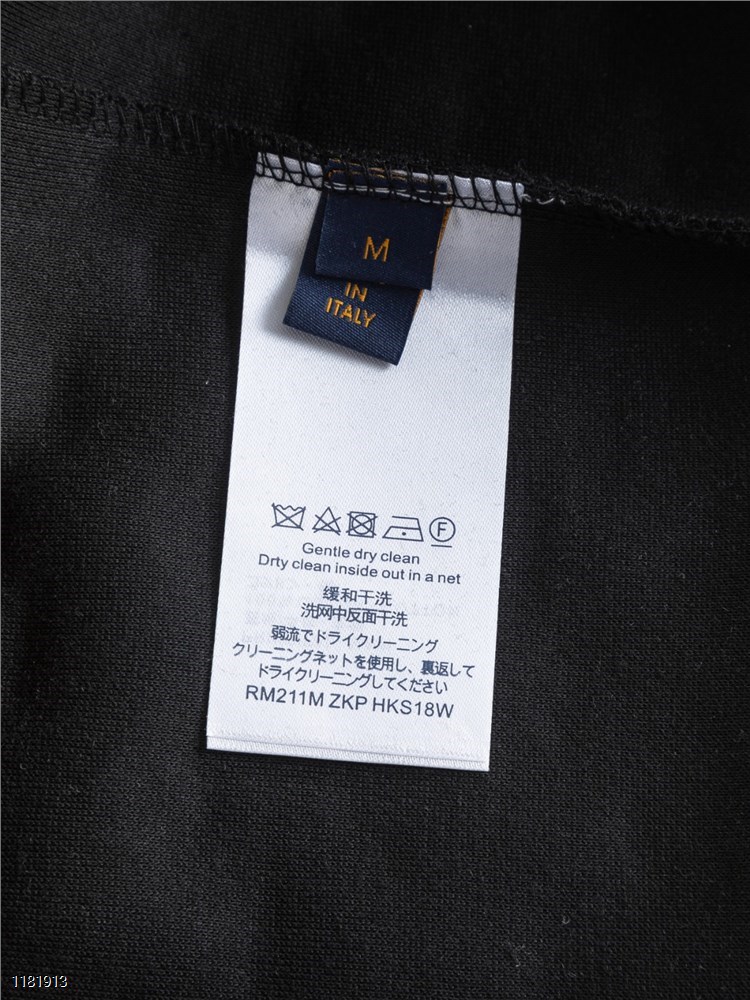 M
IN
ITALY
F
Gentle dry clean
Drty clean inside out in a net
缓和干洗
洗网中反面干洗
弱流でドライクリーニング
クリーニングネットを使用し、裏返して
ドライクリーニングしてください
RM211M ZKP HKS18W
1181913